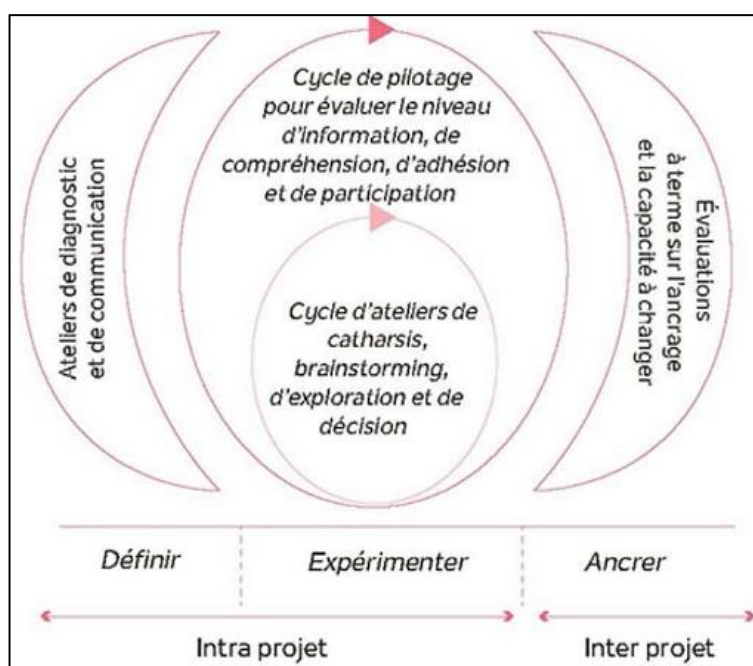 Ateliers de diagnostic
et de communication
Cycle de pilotage
pour évaluer le niveau
d'information, de
compréhension, d'adhésion
et de participation
Cycle d'ateliers de
catharsis,
brainstorming,
d'exploration et de
décision
Évaluations
à terme sur l'ancrage
et la capacité à changer
Définir
Expérimenter
Ancrer
Intra projet
Inter projet